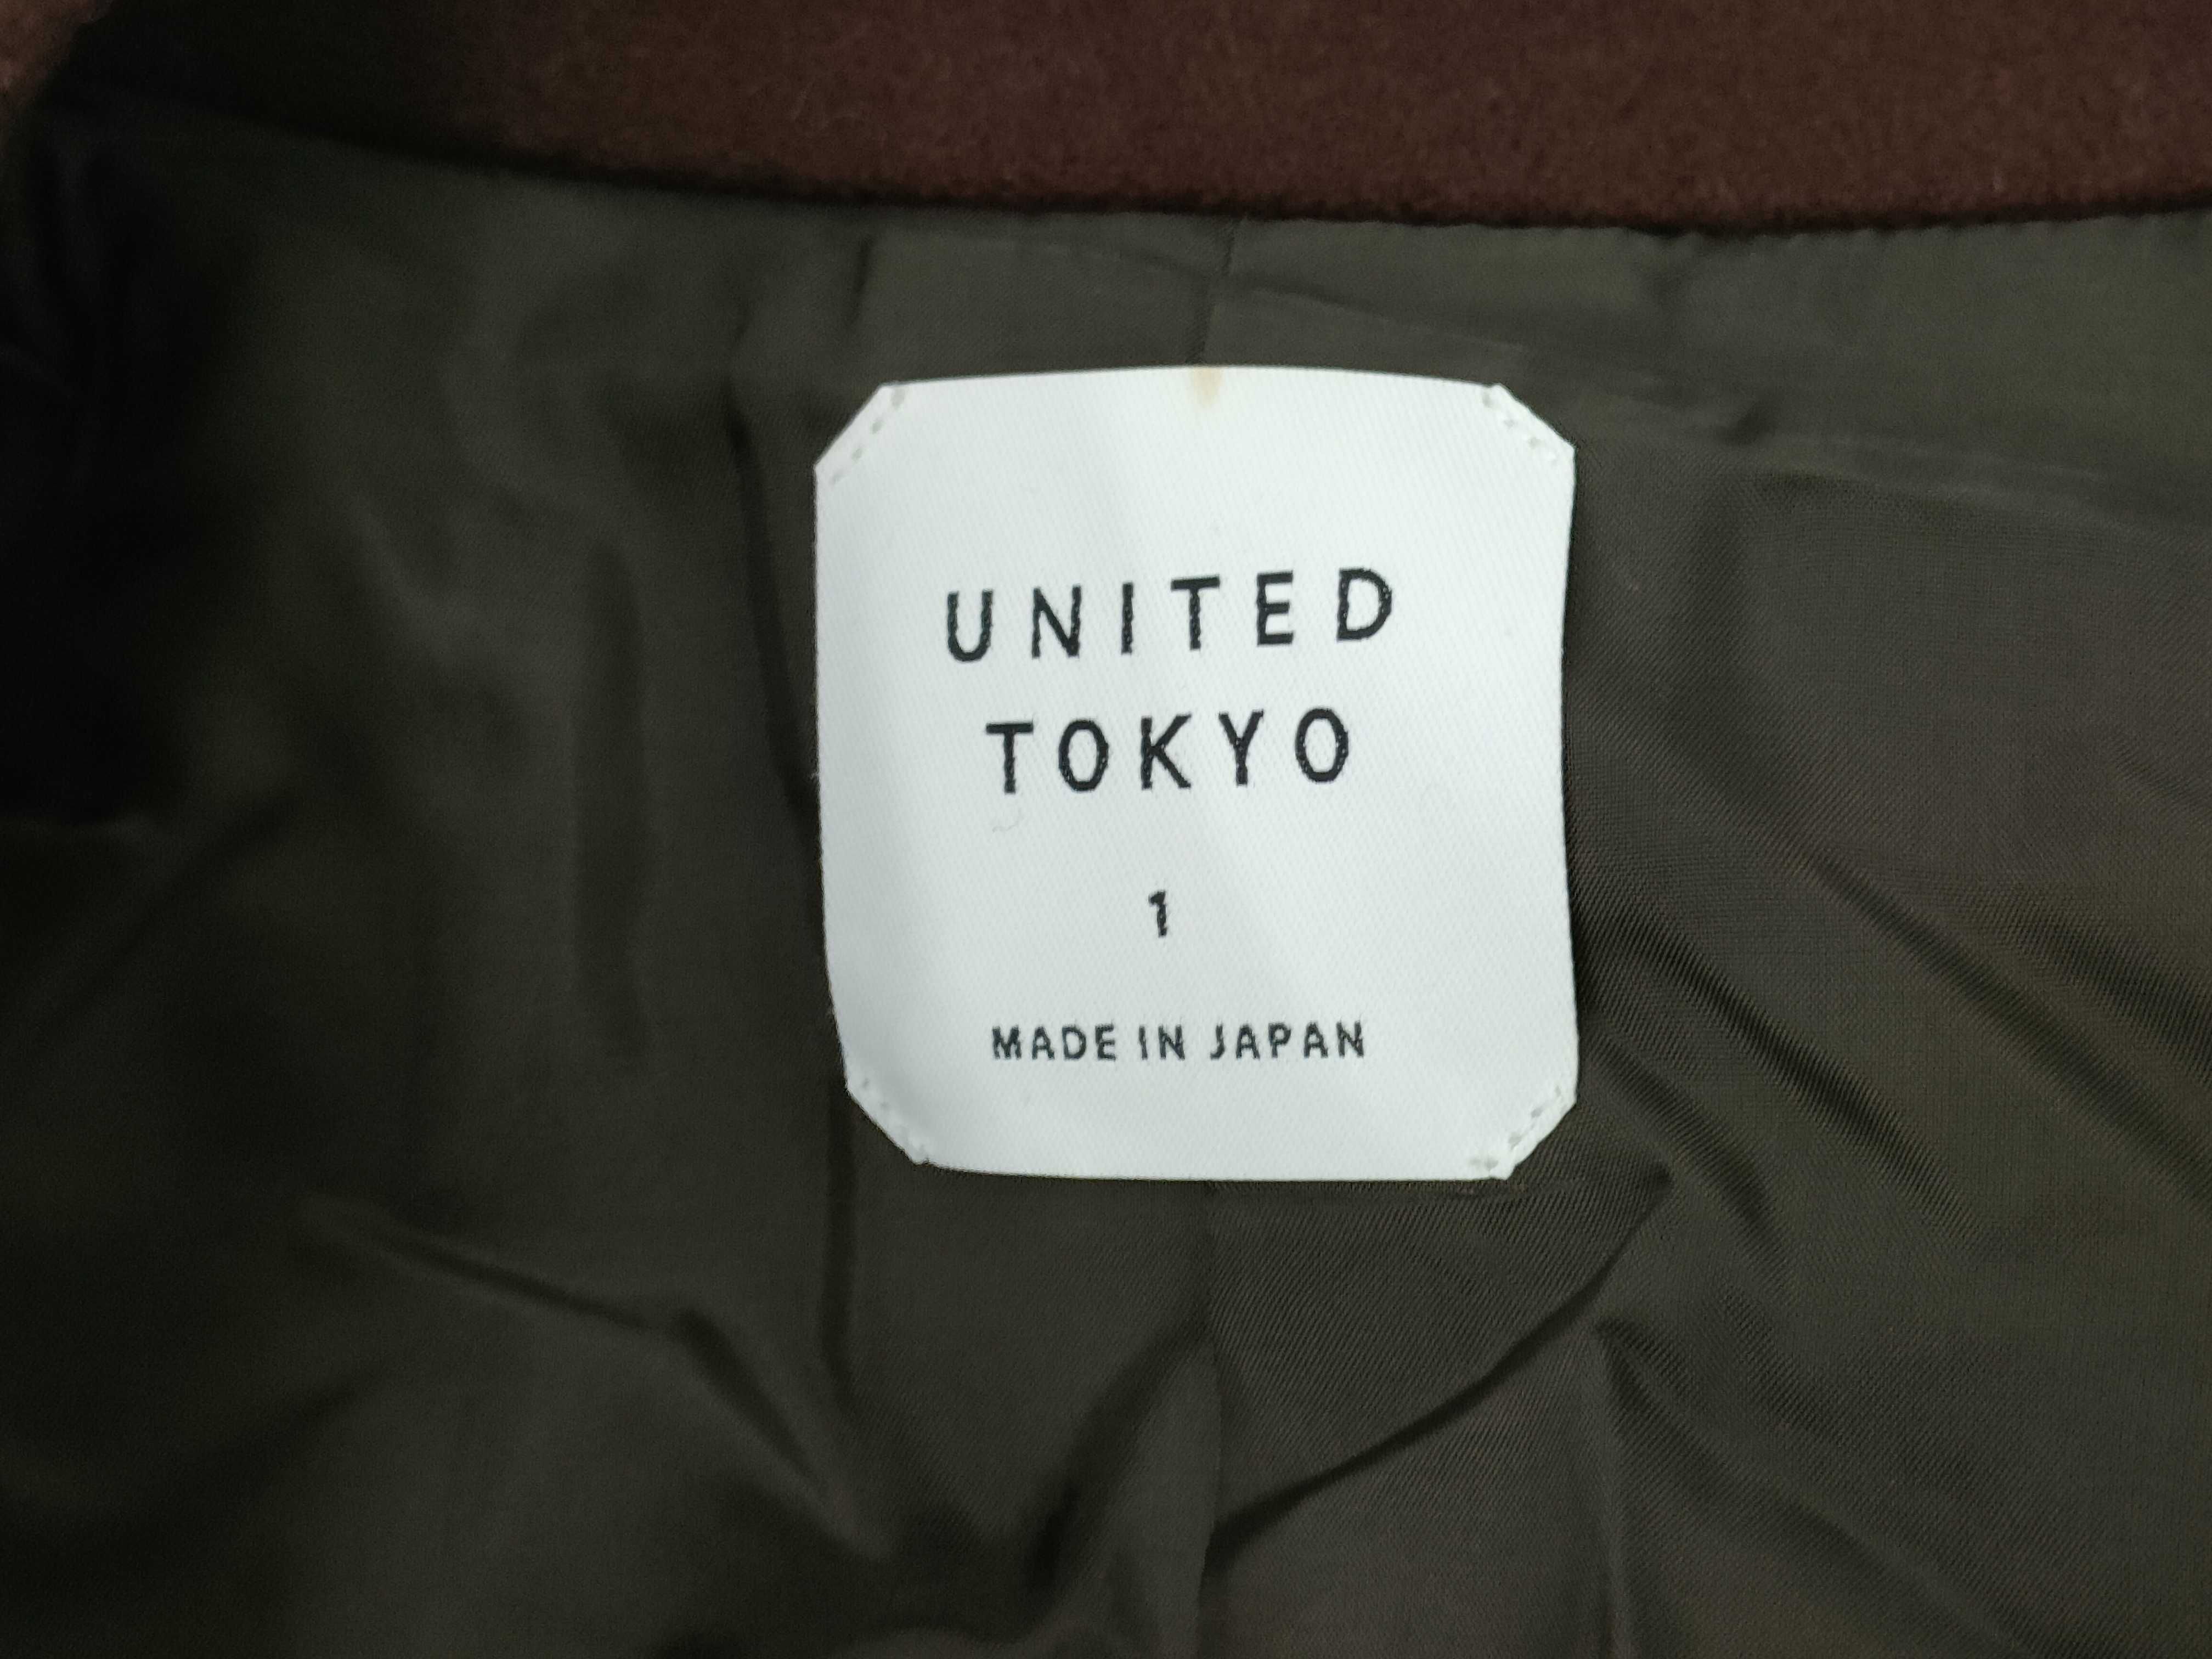 UNITED
TOKYO
1
MADE IN JAPAN